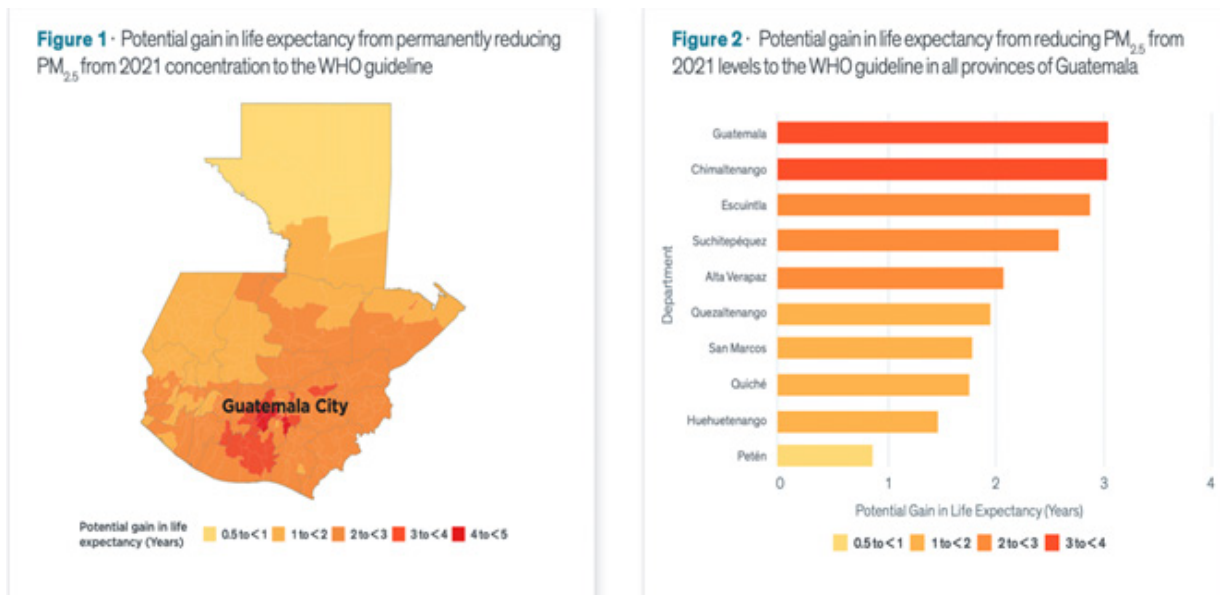 Figure 1 · Potential gain in life expectancy from permanently reducing
PM2.5 from 2021 concentration to the WHO guideline
Guatemala City
Potential gain in life
expectancy (Years)
0.5 to < 1 1 to < 2 2 to < 3 3 to < 4 4 to < 5
Figure 2 · Potential gain in life expectancy from reducing PM2.5 from
2021 levels to the WHO guideline in all provinces of Guatemala
Department
Guatemala
Chimaltenango
Escuintla
Suchitepéquez
Alta Verapaz
Quezaltenango
San Marcos
Quiché
Huehuetenango
Petén
0 1 2 3 4
Potential Gain in Life Expectancy (Years)
0.5 to < 1 1 to < 2 2 to < 3 3 to < 4